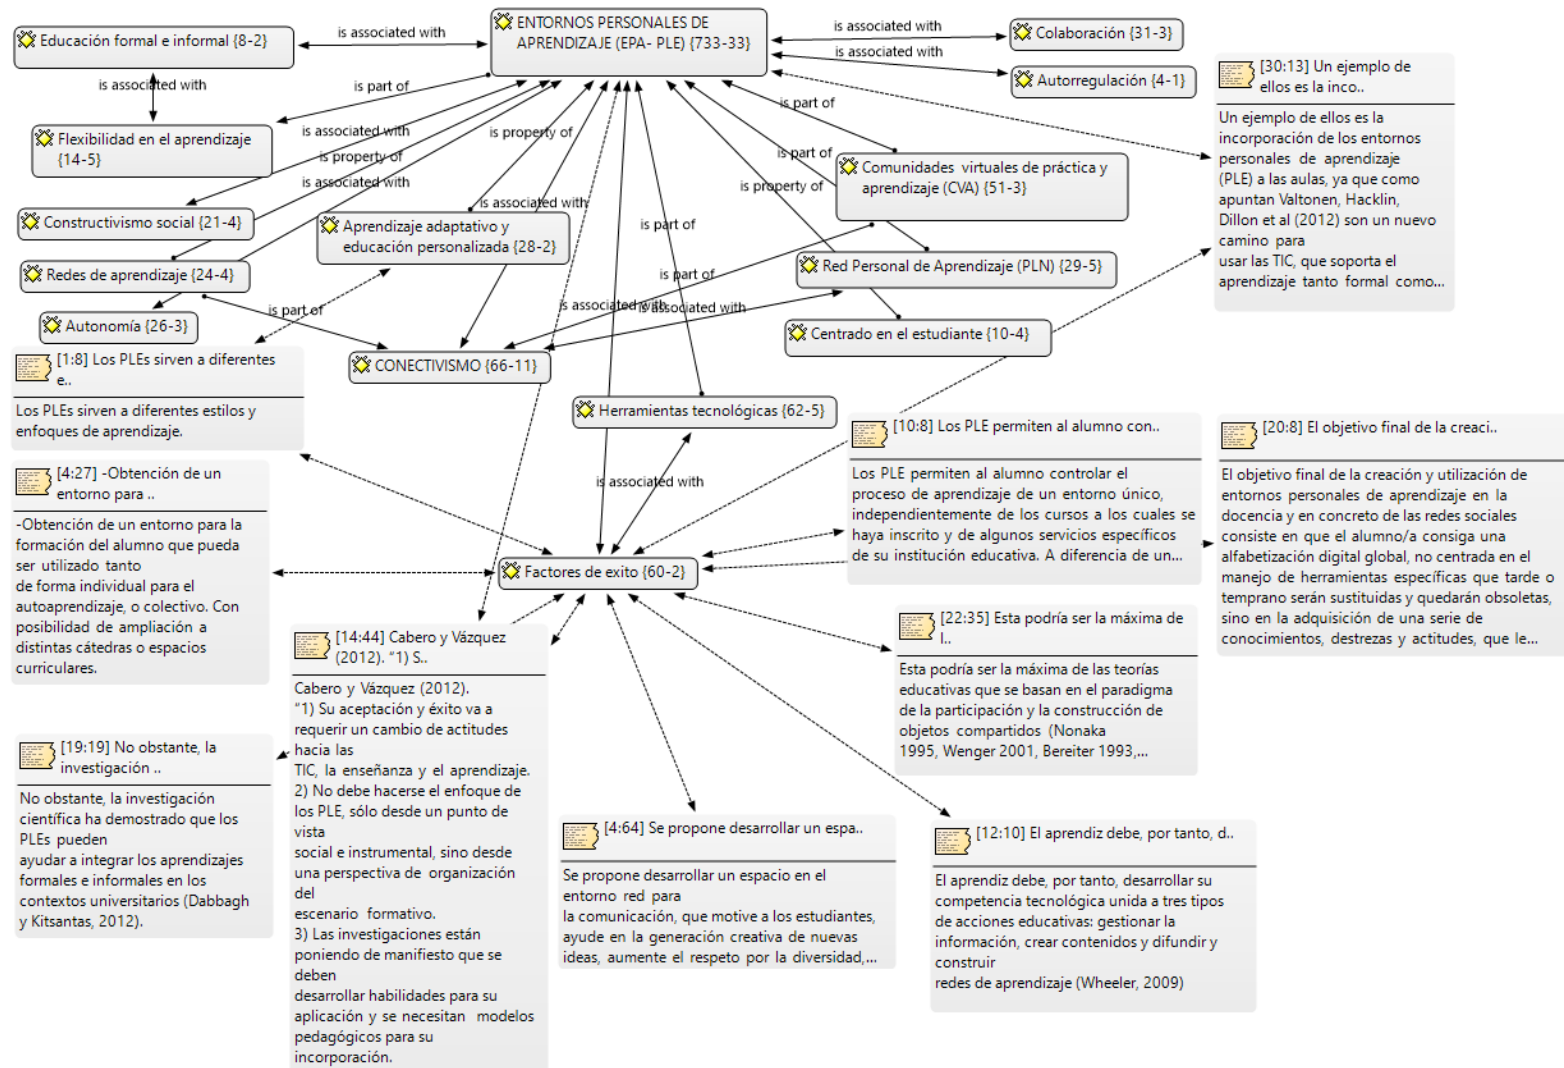 ENTORNOS PERSONALES DE
APRENDIZAJE (EPA- PLE) {733-33}
Educación formal e informal {8-2}
is associated with
is associated with
Colaboración {31-3}
is associated with
Autorregulación {4-1}
is associated with
is part of
Flexibilidad en el aprendizaje
{14-5}
is associated with
is property of
is associated with
is property of
is associated with
is part of
is part of
is property of
Comunidades virtuales de práctica y
aprendizaje (CVA) {51-3}
Constructivismo social {21-4}
Aprendizaje adaptativo y
educación personalizada {28-2}
is part of
Redes de aprendizaje {24-4}
is part of
Red Personal de Aprendizaje (PLN) {29-5}
is part of
is associated with
is associated with
Autonomía {26-3}
Centrado en el estudiante {10-4}
CONECTIVISMO {66-11}
Herramientas tecnológicas {62-5}
is associated with
Factores de exito {60-2}
[30:13] Un ejemplo de
ellos es la inco..
Un ejemplo de ellos es la
incorporación de los entornos
personales de aprendizaje
(PLE) a las aulas, ya que como
apuntan Valtonen, Hacklin,
Dillon et al (2012) son un nuevo
camino para
usar las TIC, que soporta el
aprendizaje tanto formal como...
[1:8] Los PLEs sirven a diferentes
e..
Los PLEs sirven a diferentes estilos y
enfoques de aprendizaje.
[4:27] -Obtención de un
entorno para ..
-Obtención de un entorno para la
formación del alumno que pueda
ser utilizado tanto
de forma individual para el
autoaprendizaje, o colectivo. Con
posibilidad de ampliación a
distintas cátedras o espacios
curriculares.
[10:8] Los PLE permiten al alumno con..
Los PLE permiten al alumno controlar el
proceso de aprendizaje de un entorno único,
independientemente de los cursos a los cuales se
haya inscrito y de algunos servicios específicos
de su institución educativa. A diferencia de un...
[20:8] El objetivo final de la creaci..
El objetivo final de la creación y utilización de
entornos personales de aprendizaje en la
docencia y en concreto de las redes sociales
consiste en que el alumno/a consiga una
alfabetización digital global, no centrada en el
manejo de herramientas específicas que tarde o
temprano serán sustituidas y quedarán obsoletas,
sino en la adquisición de una serie de
conocimientos, destrezas y actitudes, que le...
[22:35] Esta podría ser la máxima de
l..
Esta podría ser la máxima de las teorías
educativas que se basan en el paradigma
de la participación y la construcción de
objetos compartidos (Nonaka
1995, Wenger 2001, Bereiter 1993,...
[14:44] Cabero y Vázquez
(2012). "1) S..
Cabero y Vázquez (2012).
"1) Su aceptación y éxito va a
requerir un cambio de actitudes
hacia las
TIC, la enseñanza y el aprendizaje.
2) No debe hacerse el enfoque de
los PLE, sólo desde un punto de
vista
social e instrumental, sino desde
una perspectiva de organización
del
escenario formativo.
3) Las investigaciones están
poniendo de manifiesto que se
deben
desarrollar habilidades para su
aplicación y se necesitan modelos
pedagógicos para su
incorporación.
[19:19] No obstante, la
investigación ..
No obstante, la investigación
científica ha demostrado que los
PLEs pueden
ayudar a integrar los aprendizajes
formales e informales en los
contextos universitarios (Dabbagh
y Kitsantas, 2012).
[4:64] Se propone desarrollar un espa..
Se propone desarrollar un espacio en el
entorno red para
la comunicación, que motive a los estudiantes,
ayude en la generación creativa de nuevas
ideas, aumente el respeto por la diversidad,...
[12:10] El aprendiz debe, por tanto, d..
El aprendiz debe, por tanto, desarrollar su
competencia tecnológica unida a tres tipos
de acciones educativas: gestionar la
información, crear contenidos y difundir y
construir
redes de aprendizaje (Wheeler, 2009)